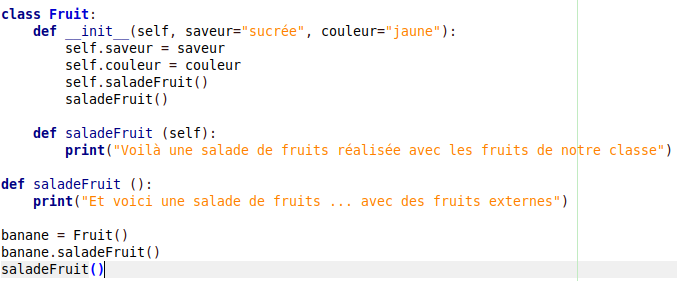 class Fruit:
    def __init__(self, saveur="sucrée", couleur="jaune"):
        self.saveur = saveur
        self.couleur = couleur
        self.saladeFruit()
        saladeFruit()
    def saladeFruit (self):
        print("Voilà une salade de fruits réalisée avec les fruits de notre classe")
def saladeFruit ():
    print("Et voici une salade de fruits ... avec des fruits externes")
banane = Fruit()
banane.saladeFruit()
saladeFruit()